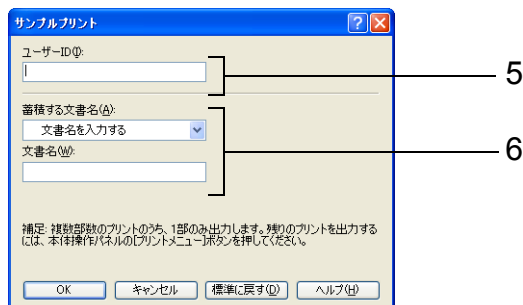 サンプルプリント
ユーザーID(I):
5
蓄積する文書名(A):
文書名を入力する
文書名(W):
6
補足: 複数部数のプリントのうち、1部のみ出力します。残りのプリントを出力する
には、本体操作パネルの[プリントメニュー]ボタンを押してください。
OK キャンセル 標準に戻す(D) ヘルプ(H)